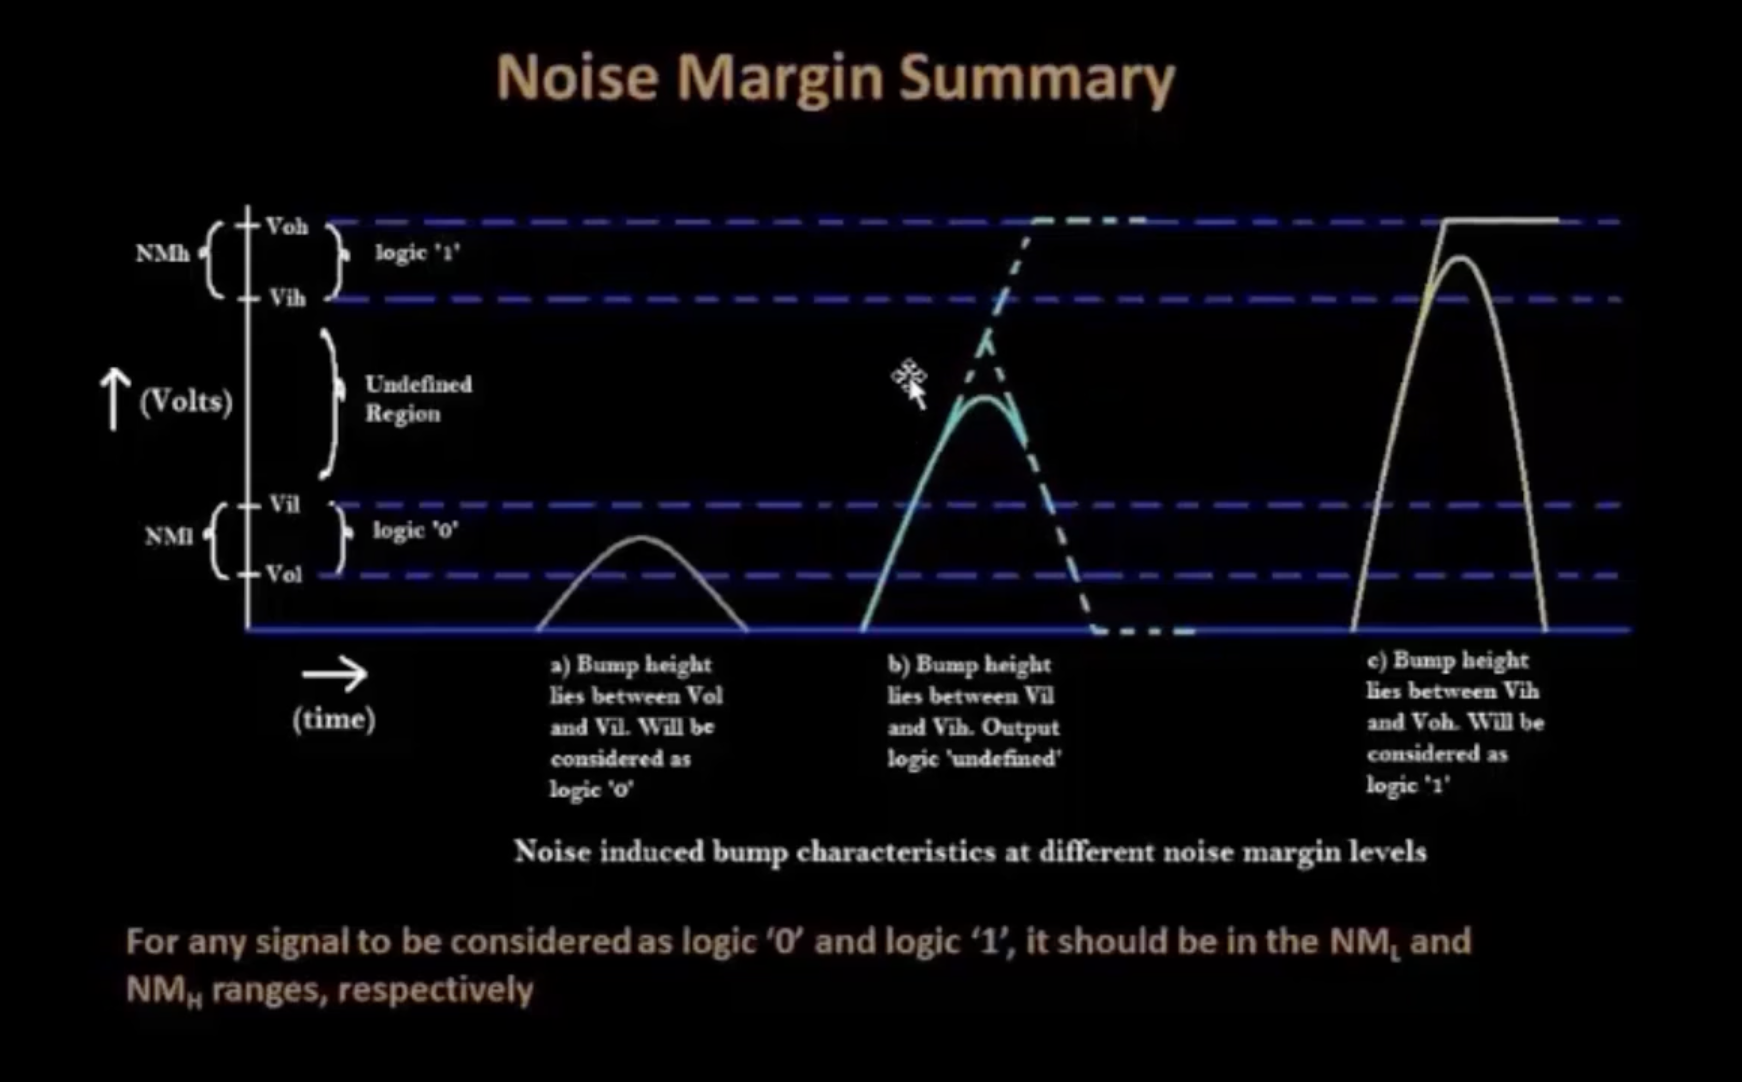 Noise Margin Summary
Voh
NMh
logic '1'
Vih
Undefined
Region
(Volts)
Vil
NMl
logic '0'
Vol
(time)
a) Bump height
lies between Vol
and Vil. Will be
considered as
logic '0'
b) Bump height
lies between Vil
and Vih. Output
logic 'undefined'
c) Bump height
lies between Vih
and Voh. Will be
considered as
logic '1'
Noise induced bump characteristics at different noise margin levels
For any signal to be considered as logic ‘0’ and logic ‘1’, it should be in the NML and
NMH ranges, respectively